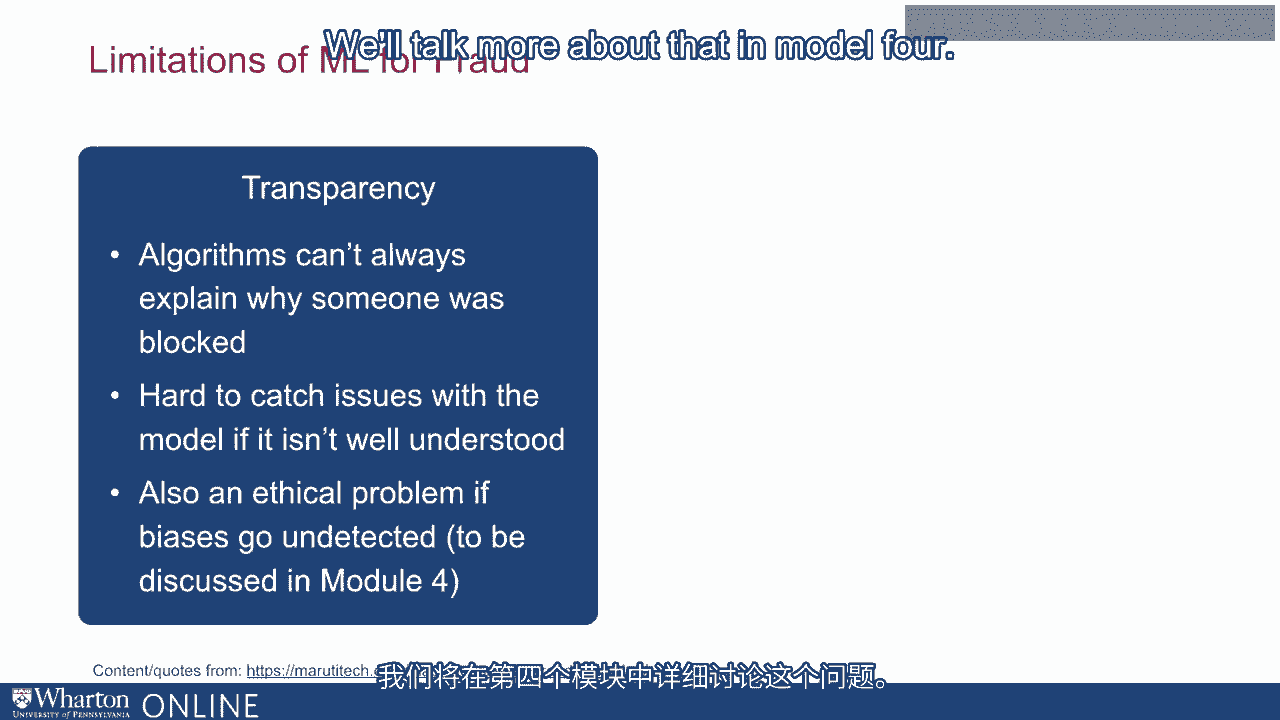 We'll talk more about that in model four.
Limitations of ML for Fraud
Transparency
• Algorithms can't always
explain why someone was
blocked
• Hard to catch issues with the
model if it isn't well understood
• Also an ethical problem if
biases go undetected (to be
discussed in Module 4)
Content/quotes from: https://marutitech.
我们将在第四个模块中详细讨论这个问题。
Wharton
UNIVERSITY of PENNSYLVANIA
ONLINE